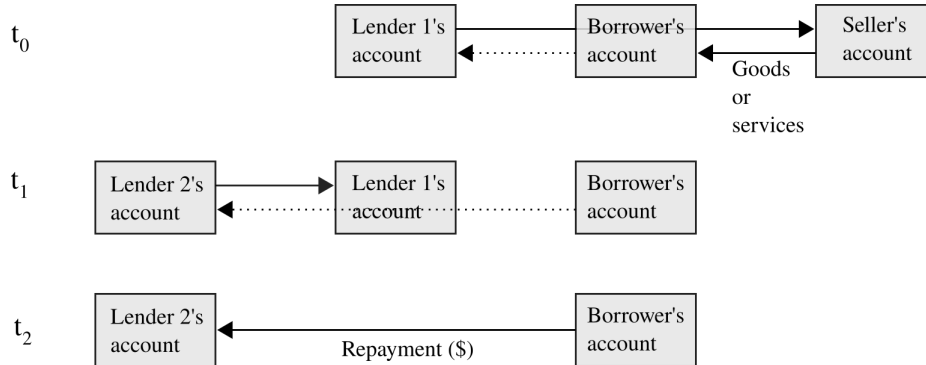 t0
Lender 1's
account
Borrower's
account
Seller's
account
Goods
or
services
t1
Lender 2's
account
Lender 1's
account
Borrower's
account
t2
Lender 2's
account
Borrower's
account
Repayment ($)